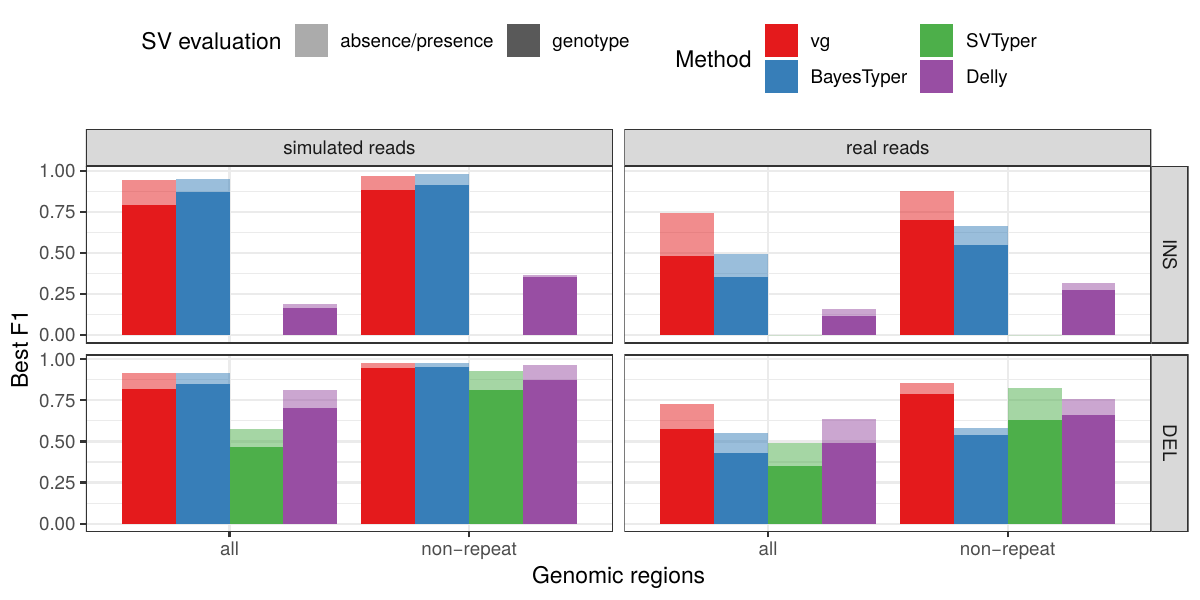 SV evaluation absence/presence genotype
Method vg SVTyper
BayesTyper Delly
simulated reads real reads
1.00
0.75
0.50
0.25
0.00
INS
1.00
0.75
0.50
0.25
0.00
DEL
Best F1
all non−repeat all non−repeat
Genomic regions